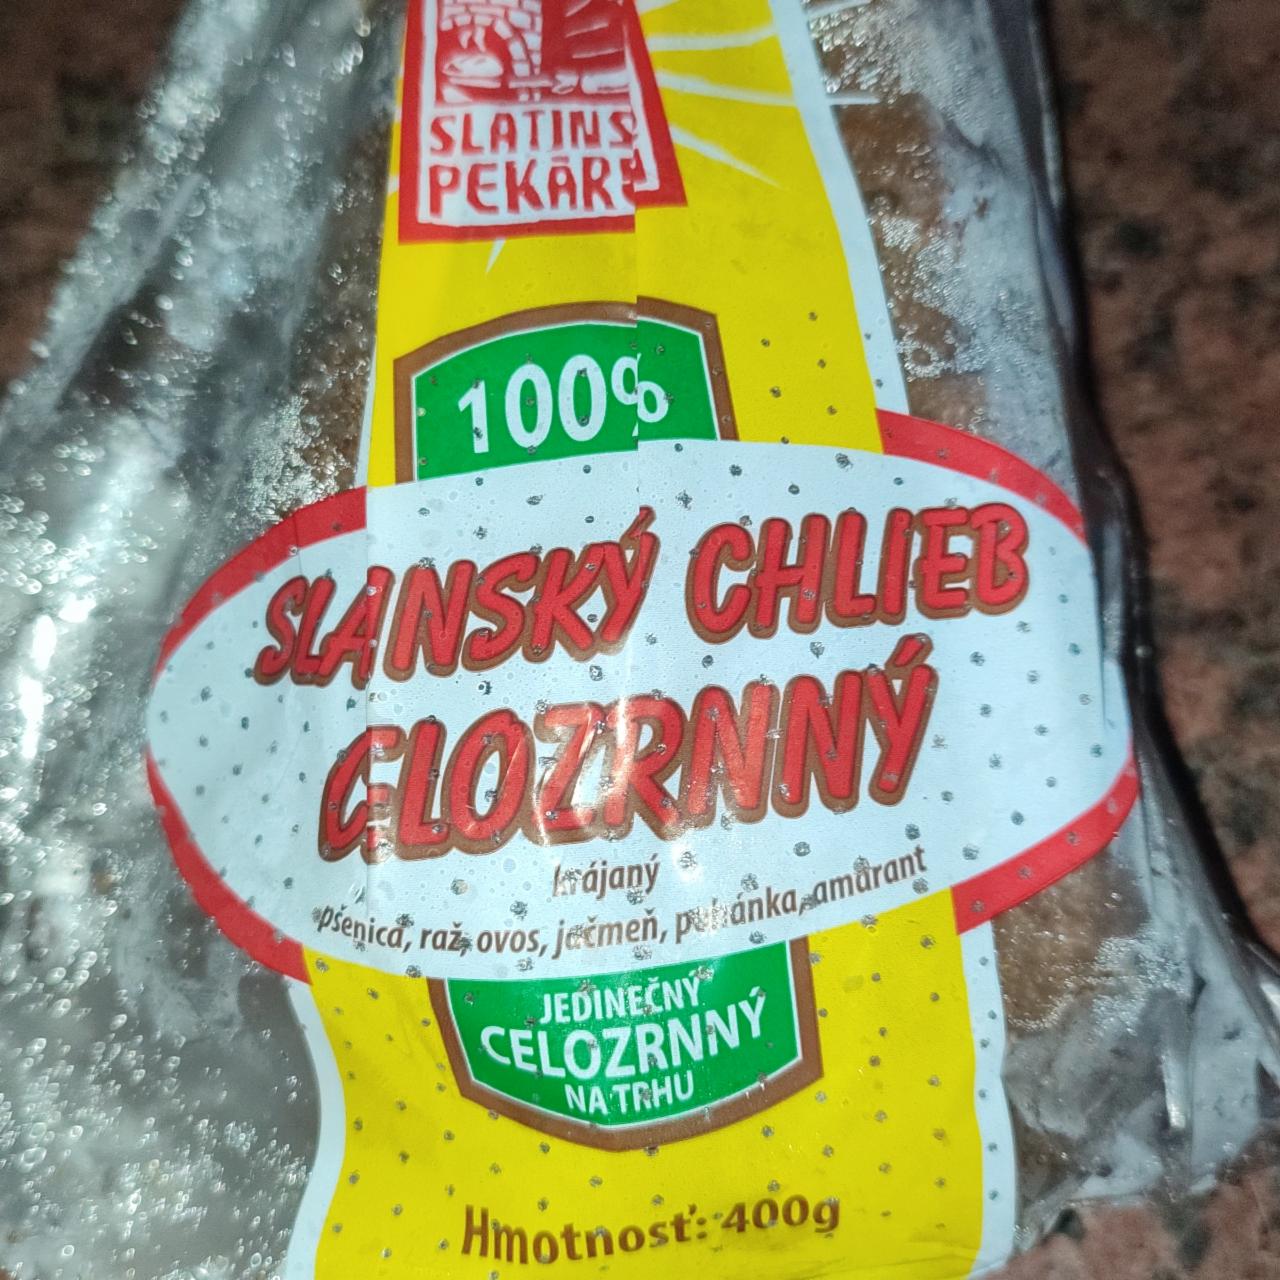 SLATINS
PEKÁR
100%
SLANSKÝ CHLIEB
CELOZRNNÝ
krájaný
pšenica, raž, ovos, jačmeň, pohánka, amarant
JEDINEČNÝ
CELOZRNNÝ
NA TRHU
Hmotnosť: 400g